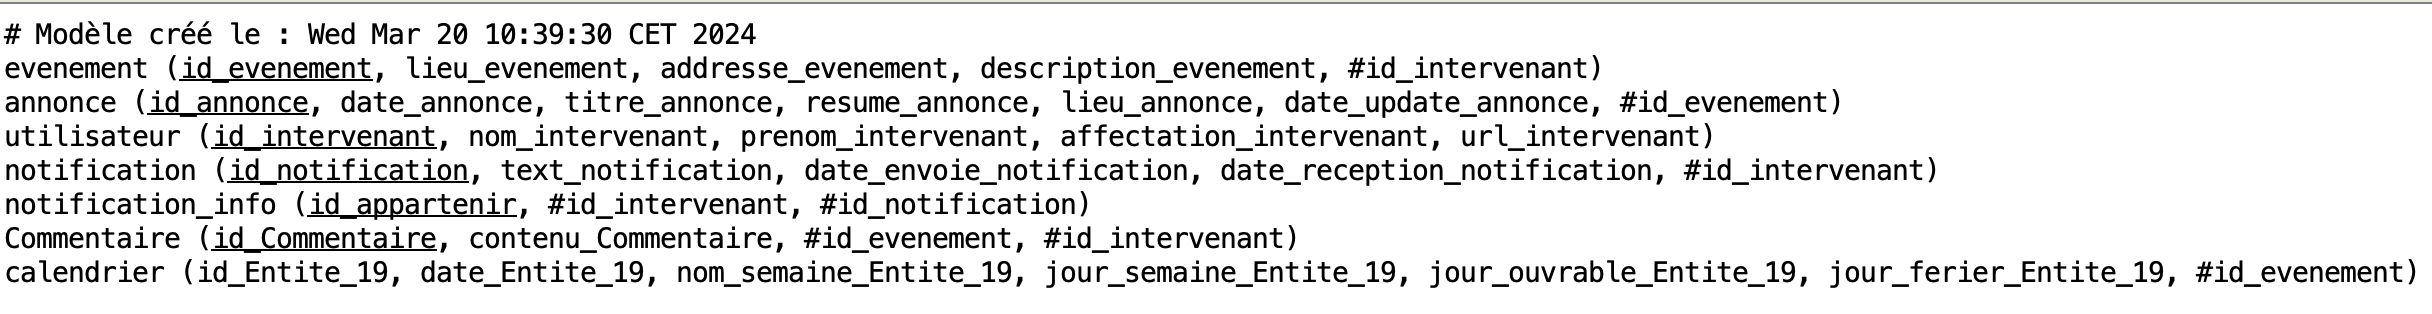 # Modèle créé le : Wed Mar 20 10:39:30 CET 2024
evenement (id_evenement, lieu_evenement, addresse_evenement, description_evenement, #id_intervenant)
annonce (id_annonce, date_annonce, titre_annonce, resume_annonce, lieu_annonce, date_update_annonce, #id_evenement)
utilisateur (id_intervenant, nom_intervenant, prenom_intervenant, affectation_intervenant, url_intervenant)
notification (id_notification, text_notification, date_envoie_notification, date_reception_notification, #id_intervenant)
notification_info (id_appartenir, #id_intervenant, #id_notification)
Commentaire (id_Commentaire, contenu_Commentaire, #id_evenement, #id_intervenant)
calendrier (id_Entite_19, date_Entite_19, nom_semaine_Entite_19, jour_semaine_Entite_19, jour_ouvrable_Entite_19, jour_ferier_Entite_19, #id_evenement)